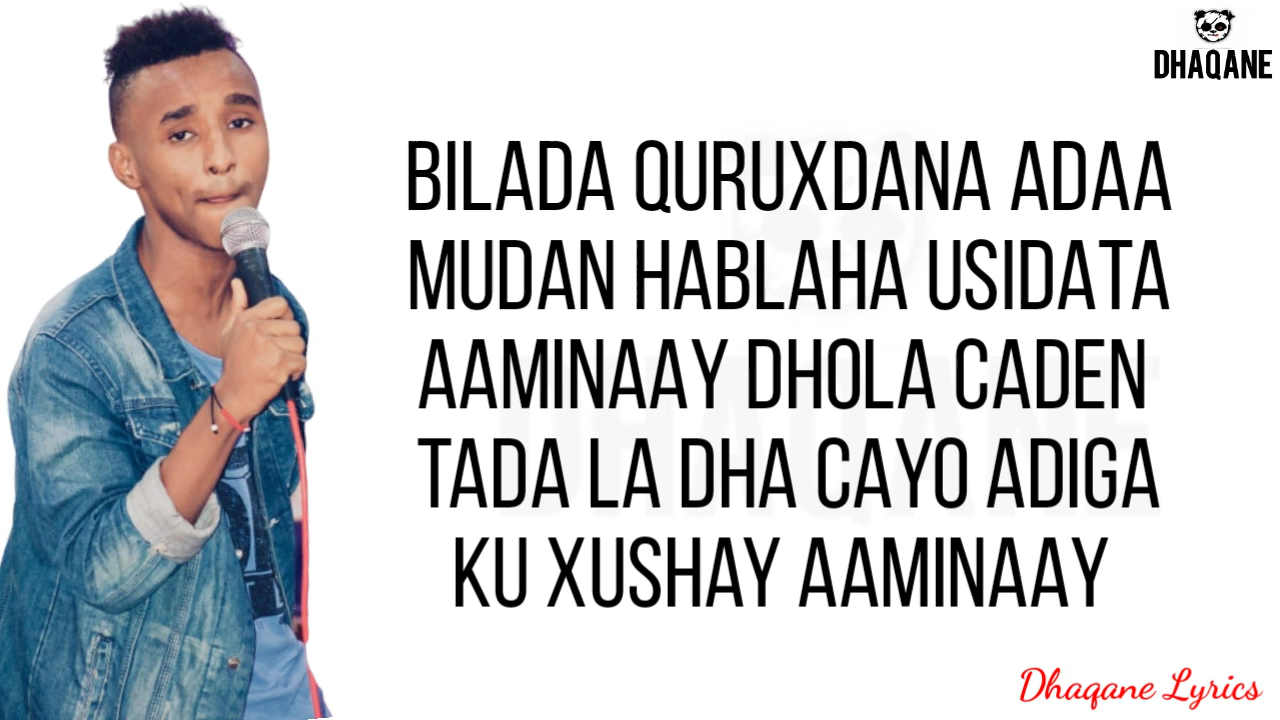 DHAQANE
BILADA QURUXDANA ADAA
MUDAN HABLAHA USIDATA
AAMINAAY DHOLA CADEN
TADA LA DHA CAYO ADIGA
KU XUSHAY AAMINAAY
Dhaqane Lyrics